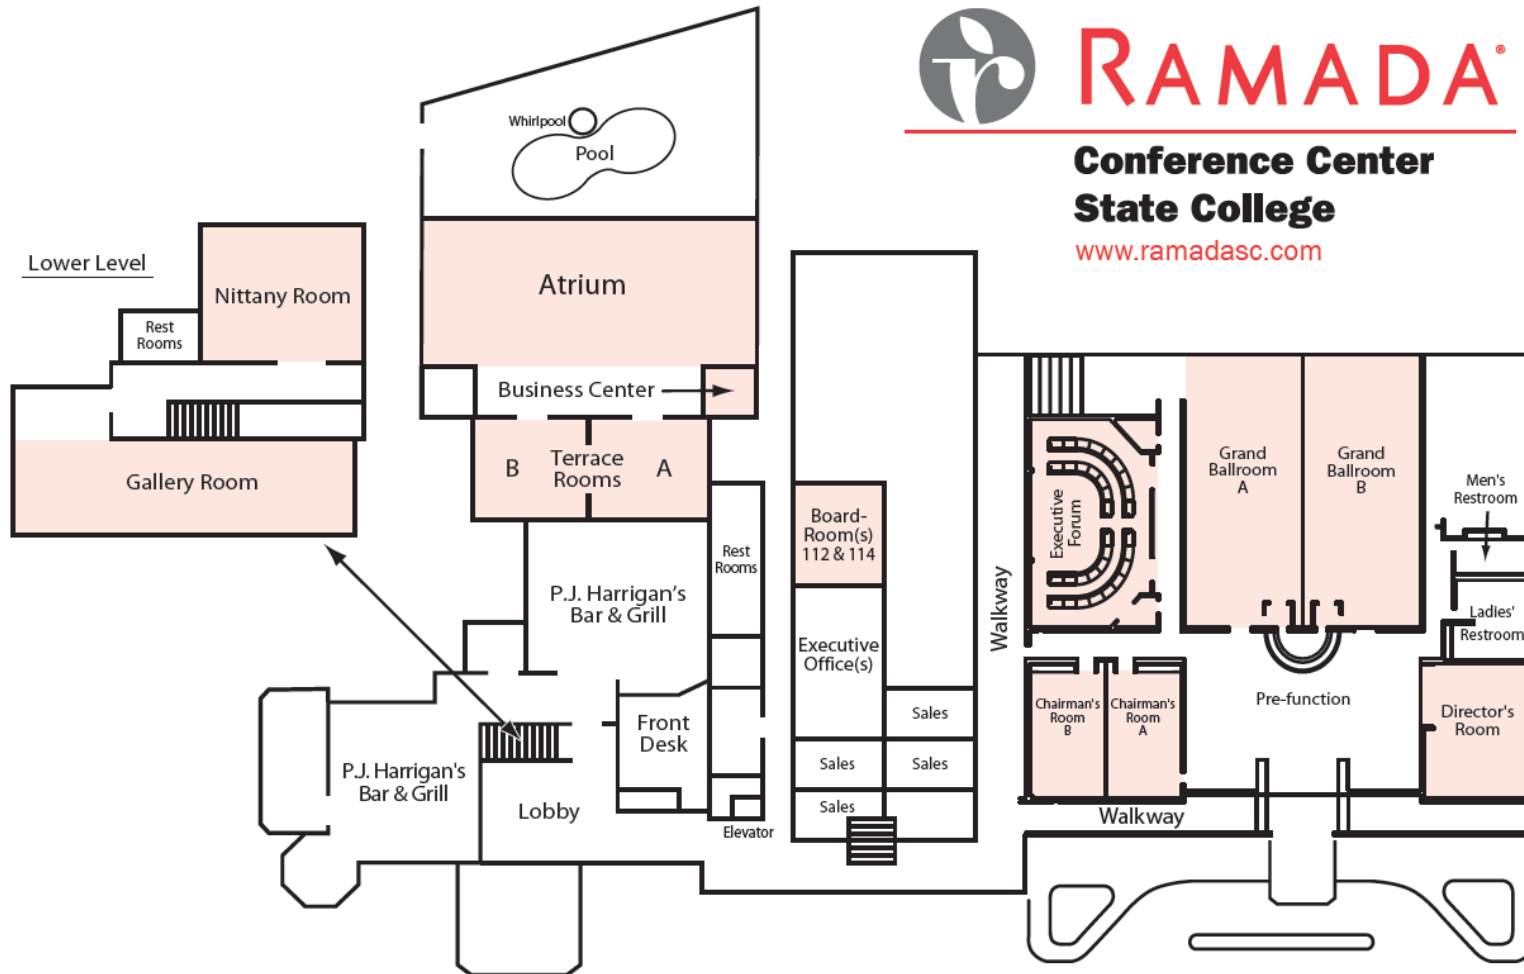 RAMADA®
Conference Center
State College
www.ramadasc.com
Whirlpool
Pool
Lower Level
Nittany Room
Rest
Rooms
Gallery Room
Atrium
Business Center
B
Terrace
Rooms
A
Rest
Rooms
P.J. Harrigan's
Bar & Grill
Front
Desk
P.J. Harrigan's
Bar & Grill
Lobby
Elevator
Board-
Room(s)
112 & 114
Executive
Office(s)
Sales
Sales
Sales
Sales
Walkway
Executive
Forum
Grand
Ballroom
A
Grand
Ballroom
B
Men's
Restroom
Ladies'
Restroom
Chairman's
Room
B
Chairman's
Room
A
Pre-function
Director's
Room
Walkway